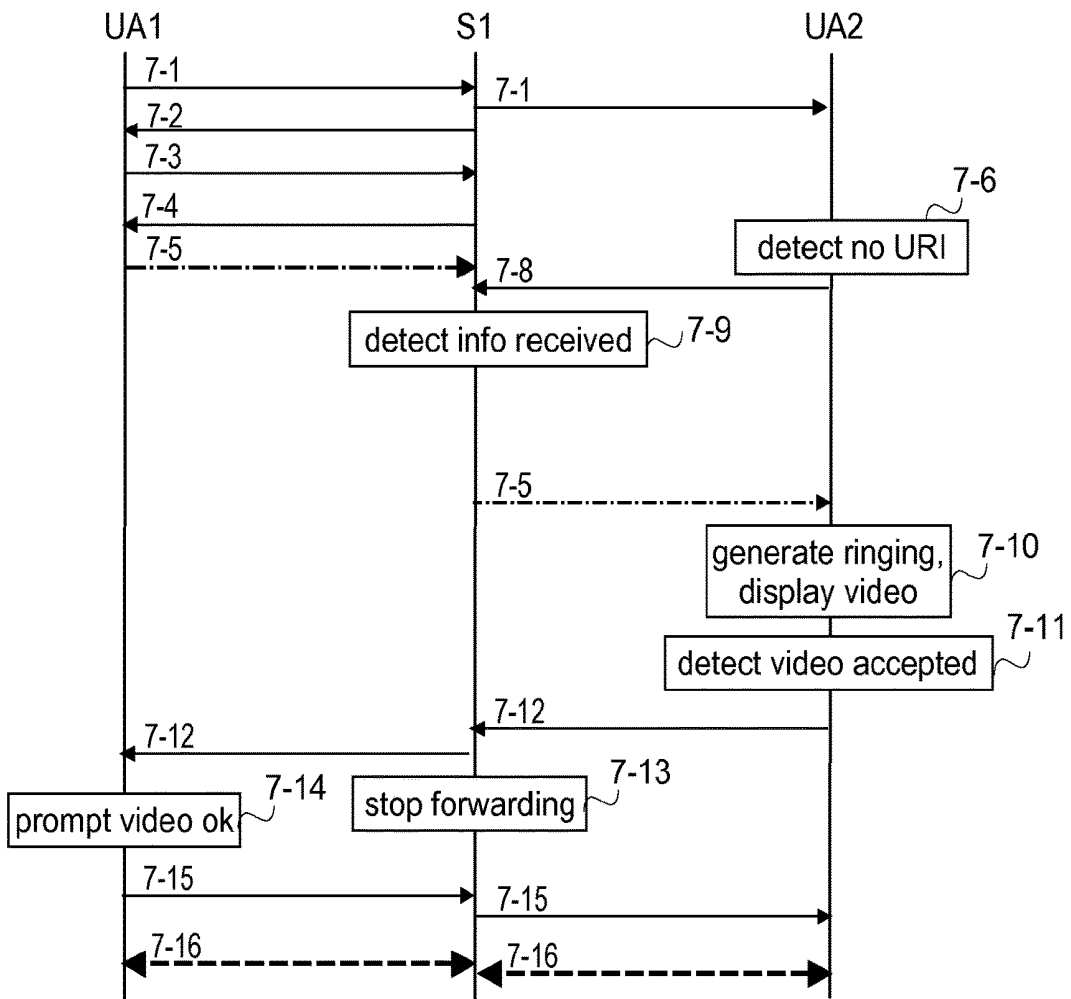 UA1
S1
UA2
7-1
7-1
7-2
7-3
7-6
7-4
detect no URI
7-5
7-8
detect info received
7-9
7-5
generate ringing,
display video
7-10
7-11
detect video accepted
7-12
7-12
7-13
7-14
stop forwarding
prompt video ok
7-15
7-15
7-16
7-16